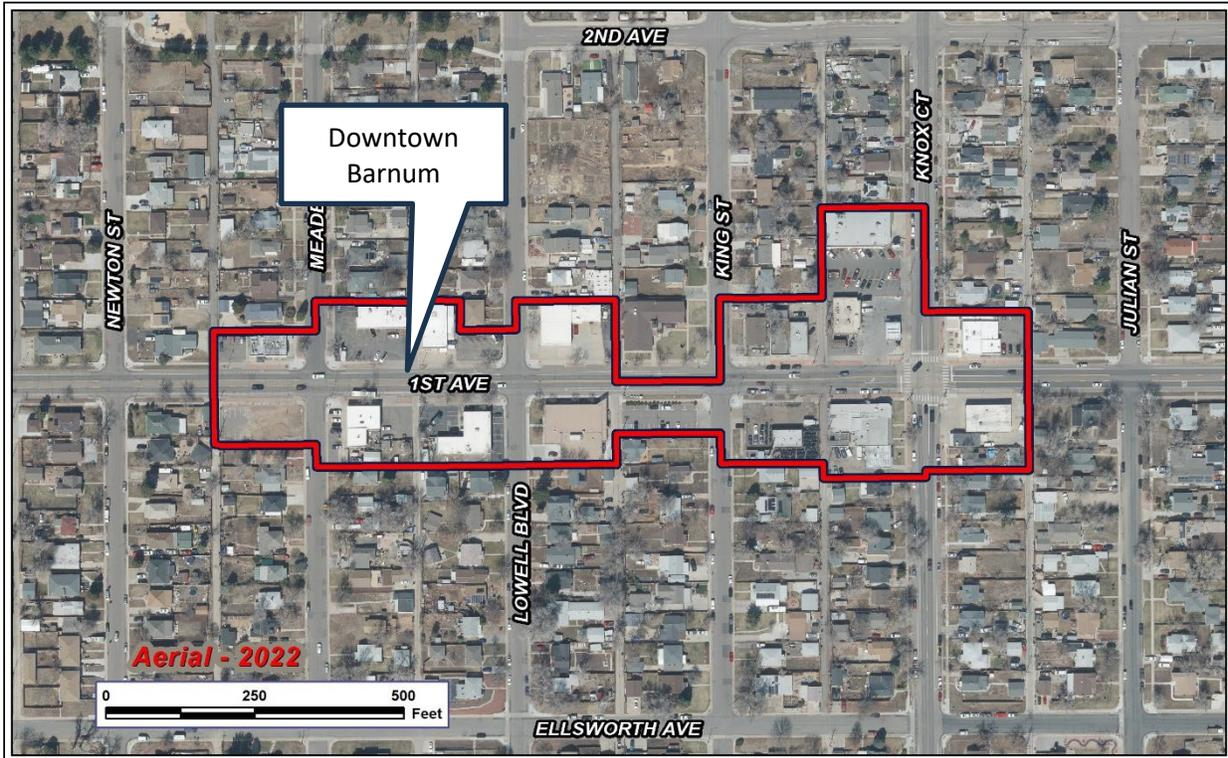 2ND AVE
Downtown
Barnum
KNOX CT
NEWTON ST
KING ST
JULIAN ST
1ST AVE
LOWELL BLVD
Aerial - 2022
0 250 500
Feet
ELLSWORTH AVE